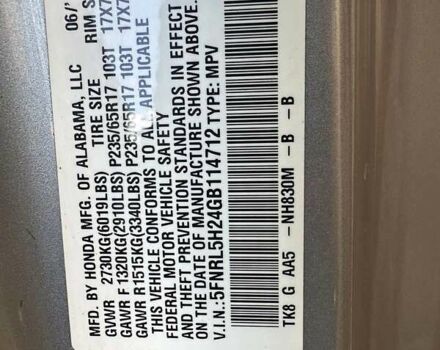 MFD. BY HONDA MFG. OF ALABAMA, LLC 06/
TIRE SIZE RIM S
GVWR 2730KG(6019LBS)
GAWR F 1320KG(2910LBS) P235/65R17 103T 17X7
GAWR R1515KG(3340LBS) P235/65R17 103T 17X7
THIS VEHICLE CONFORMS TO ALL APPLICABLE
FEDERAL MOTOR VEHICLE SAFETY
AND THEFT PREVENTION STANDARDS IN EFFECT
ON THE DATE OF MANUFACTURE SHOWN ABOVE.
V.I.N.: 5FNRL5H24GB114712 TYPE: MPV
TK8 G AA5 -NH830M - B - B